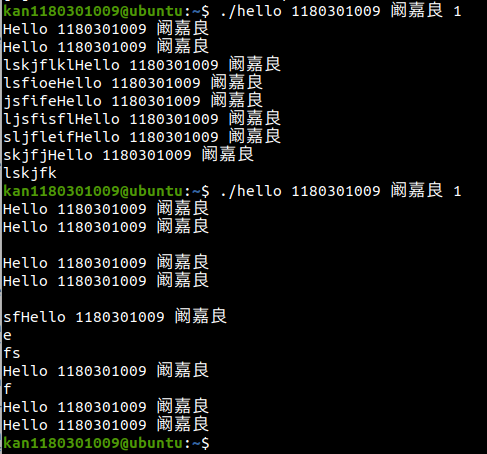 kan1180301009@ubuntu:~$ ./hello 1180301009 阚嘉良 1
Hello 1180301009 阚嘉良
Hello 1180301009 阚嘉良
lskjflklHello 1180301009 阚嘉良
lsfioeHello 1180301009 阚嘉良
jsfifeHello 1180301009 阚嘉良
ljsfisflHello 1180301009 阚嘉良
sljfleifHello 1180301009 阚嘉良
skjfjHello 1180301009 阚嘉良
lskjfk
kan1180301009@ubuntu:~$ ./hello 1180301009 阚嘉良 1
Hello 1180301009 阚嘉良
Hello 1180301009 阚嘉良
Hello 1180301009 阚嘉良
Hello 1180301009 阚嘉良
sfHello 1180301009 阚嘉良
e
fs
Hello 1180301009 阚嘉良
f
Hello 1180301009 阚嘉良
Hello 1180301009 阚嘉良
kan1180301009@ubuntu:~$